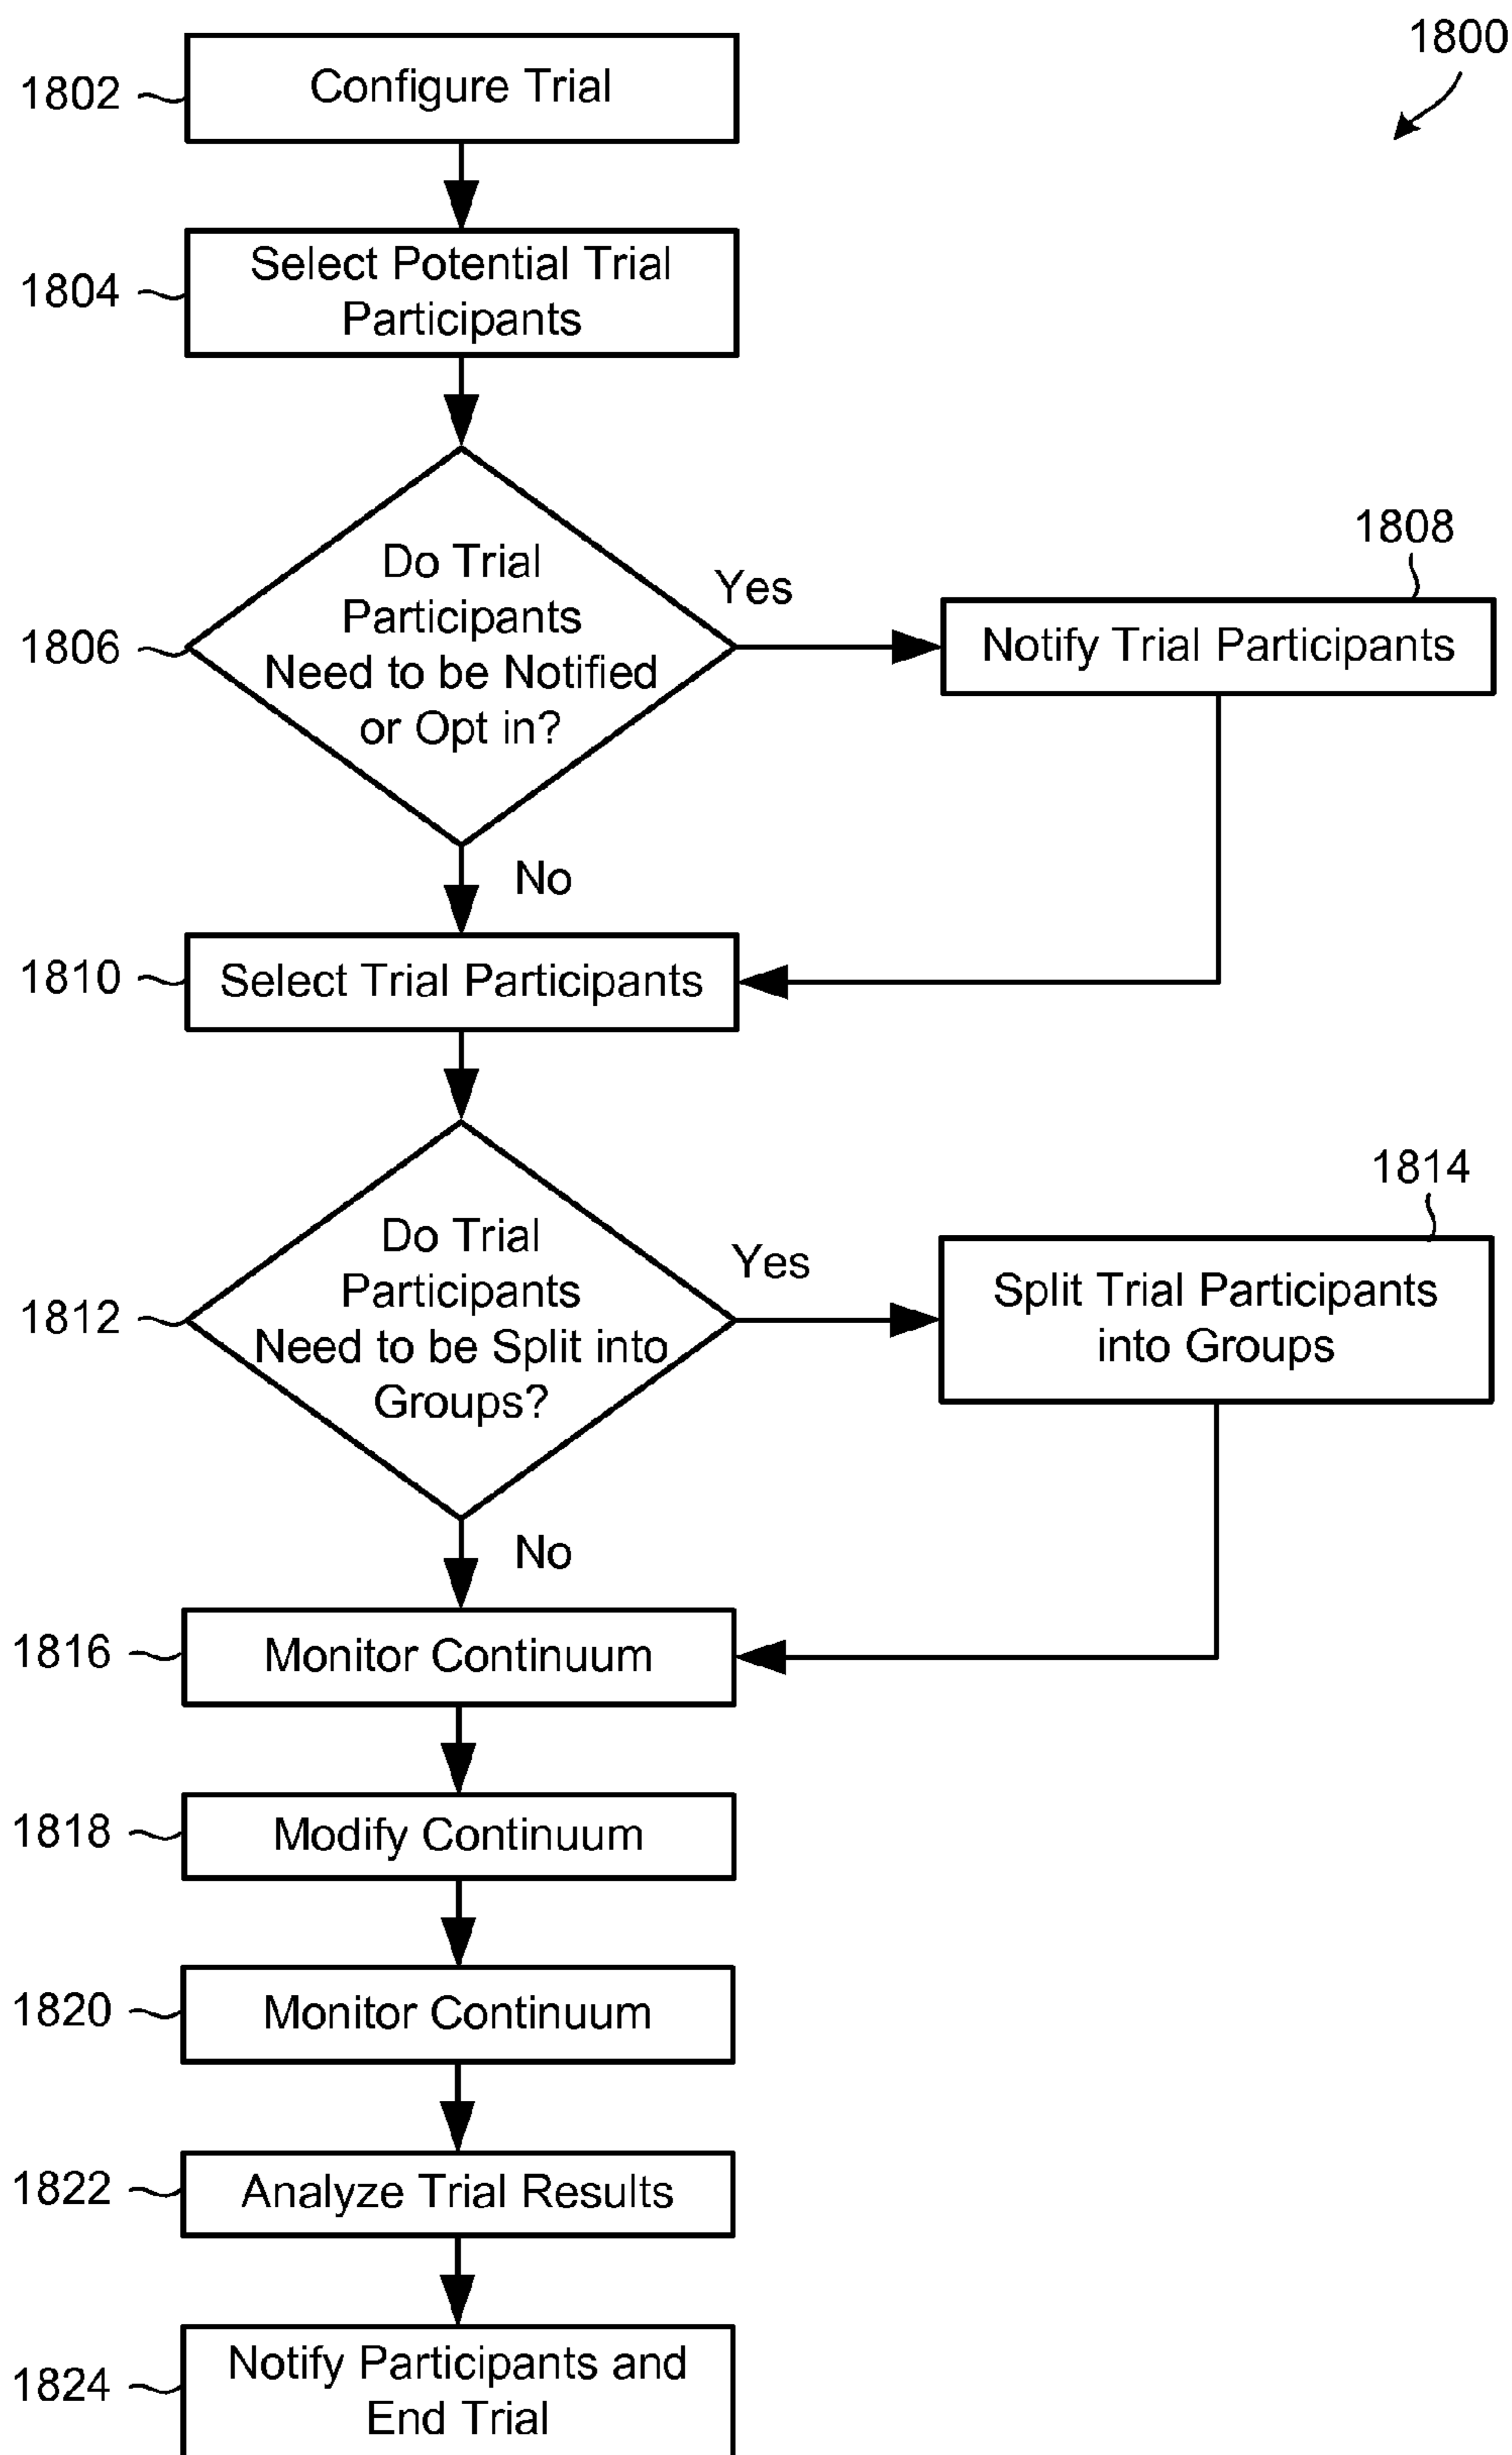 1800
1802
Configure Trial
1804
Select Potential Trial
Participants
1806
Do Trial
Participants
Need to be Notified
or Opt in?
Yes
1808
Notify Trial Participants
No
1810
Select Trial Participants
1812
Do Trial
Participants
Need to be Split into
Groups?
Yes
1814
Split Trial Participants
into Groups
No
1816
Monitor Continuum
1818
Modify Continuum
1820
Monitor Continuum
1822
Analyze Trial Results
1824
Notify Participants and
End Trial